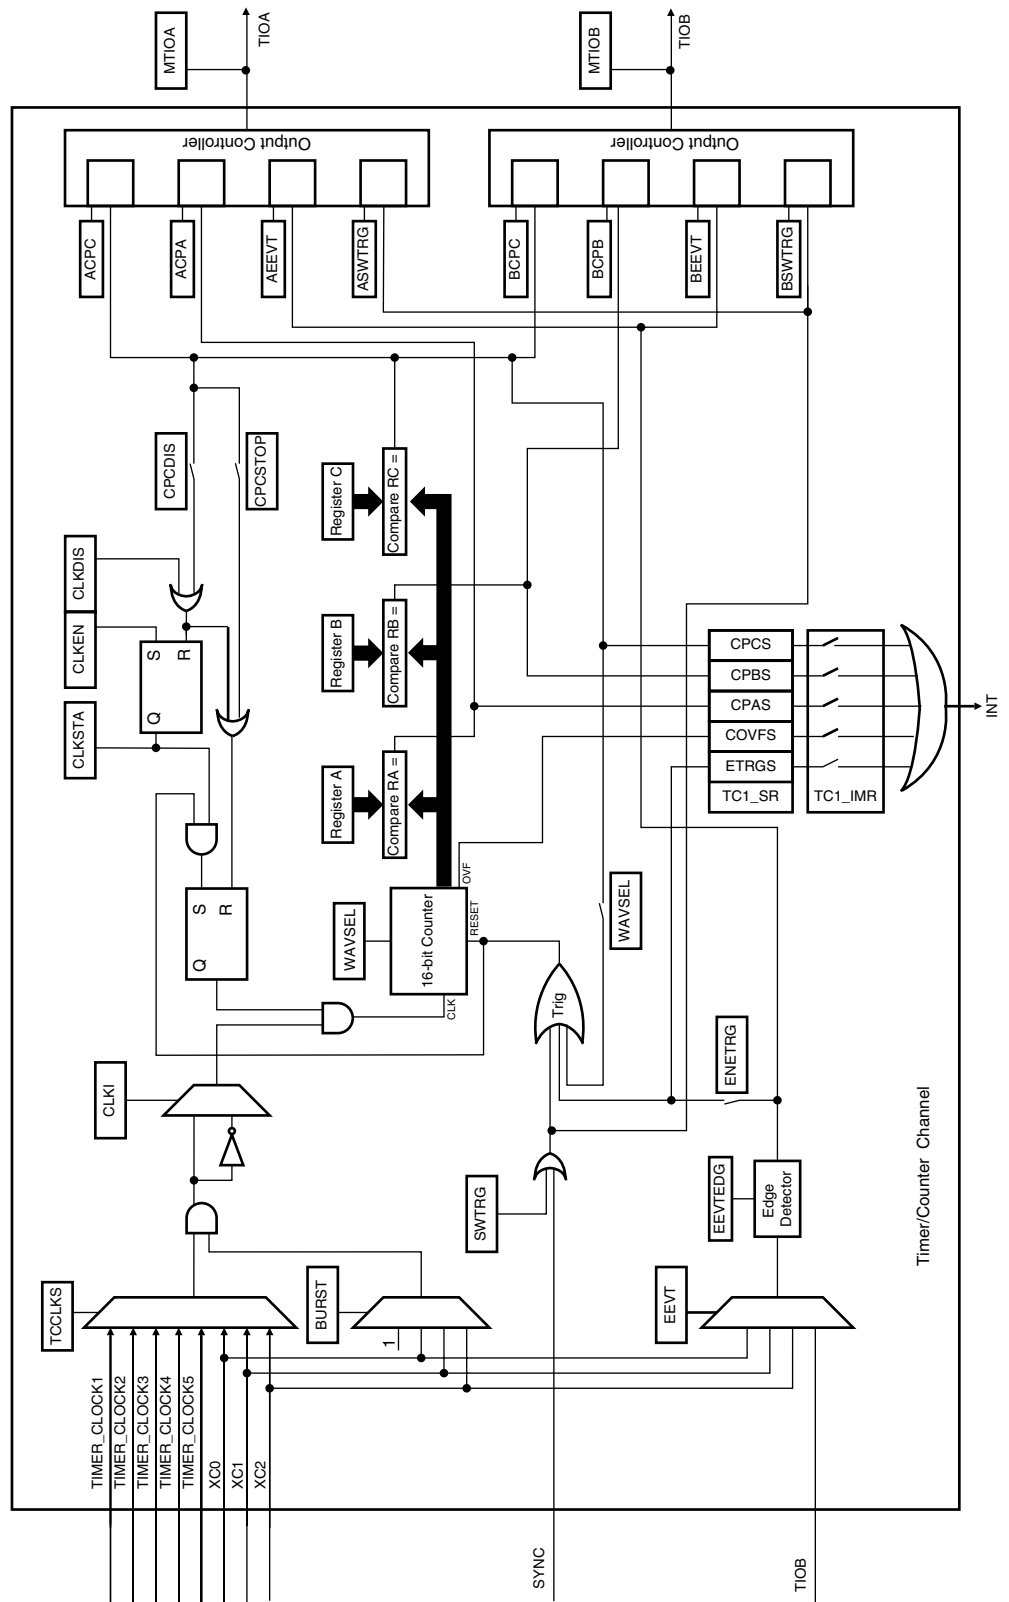 TIMER_CLOCK1
TIMER_CLOCK2
TIMER_CLOCK3
TIMER_CLOCK4
TIMER_CLOCK5
XC0
XC1
XC2
TCCLKS
CLKI
CLKSTA
CLKEN
CLKDIS
Q
S
R
Q
S
R
CPCDIS
CPCSTOP
ACPC
ACPA
AEEVT
ASWTRG
Output Controller
MTIOA
TIOA
BURST
1
WAVSEL
16-bit Counter
CLK
RESET
OVF
Register A
Register B
Register C
Compare RA =
Compare RB =
Compare RC =
BCPC
BCPB
BEEVT
BSWTRG
Output Controller
MTIOB
TIOB
SYNC
SWTRG
Trig
WAVSEL
EEVT
EEVTEDG
Edge
Detector
ENETRG
TIOB
CPCS
CPBS
CPAS
COVFS
ETRGS
TC1_SR
TC1_IMR
INT
Timer/Counter Channel